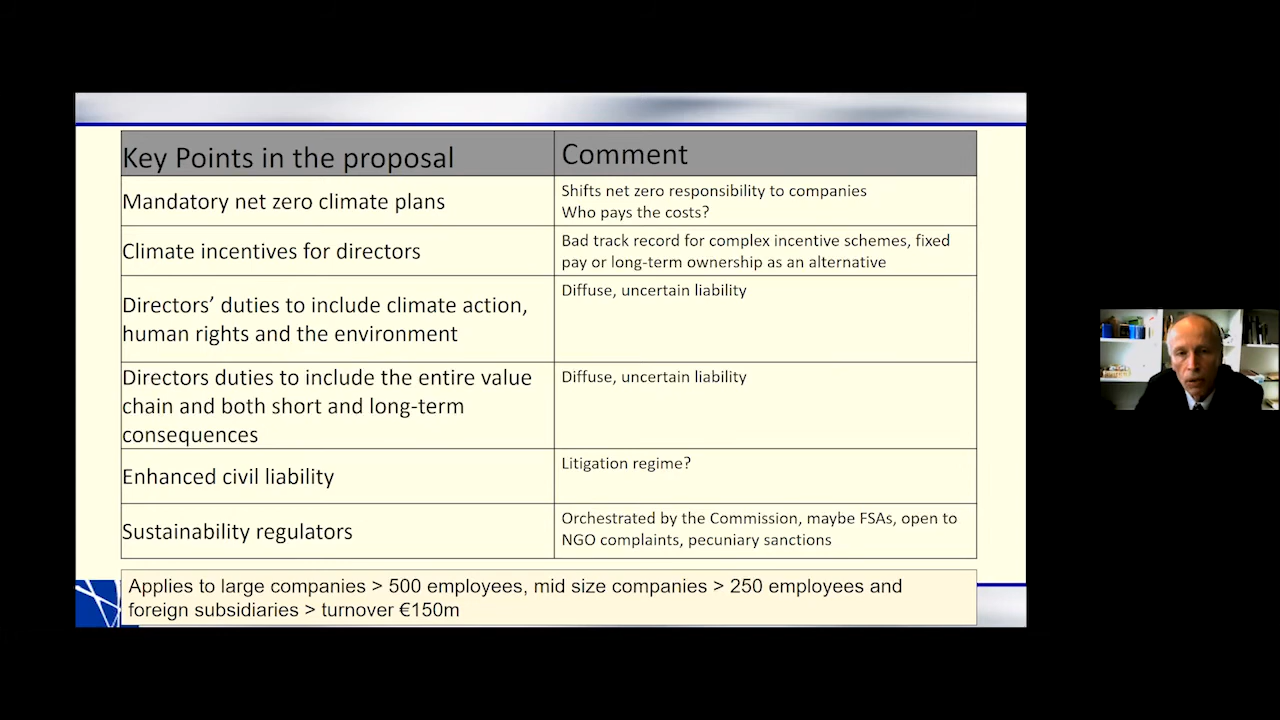 Key Points in the proposal
Comment
Mandatory net zero climate plans
Shifts net zero responsibility to companies
Who pays the costs?
Climate incentives for directors
Bad track record for complex incentive schemes, fixed
pay or long-term ownership as an alternative
Directors’ duties to include climate action,
human rights and the environment
Diffuse, uncertain liability
Directors duties to include the entire value
chain and both short and long-term
consequences
Diffuse, uncertain liability
Enhanced civil liability
Litigation regime?
Sustainability regulators
Orchestrated by the Commission, maybe FSAs, open to
NGO complaints, pecuniary sanctions
Applies to large companies > 500 employees, mid size companies > 250 employees and
foreign subsidiaries > turnover €150m